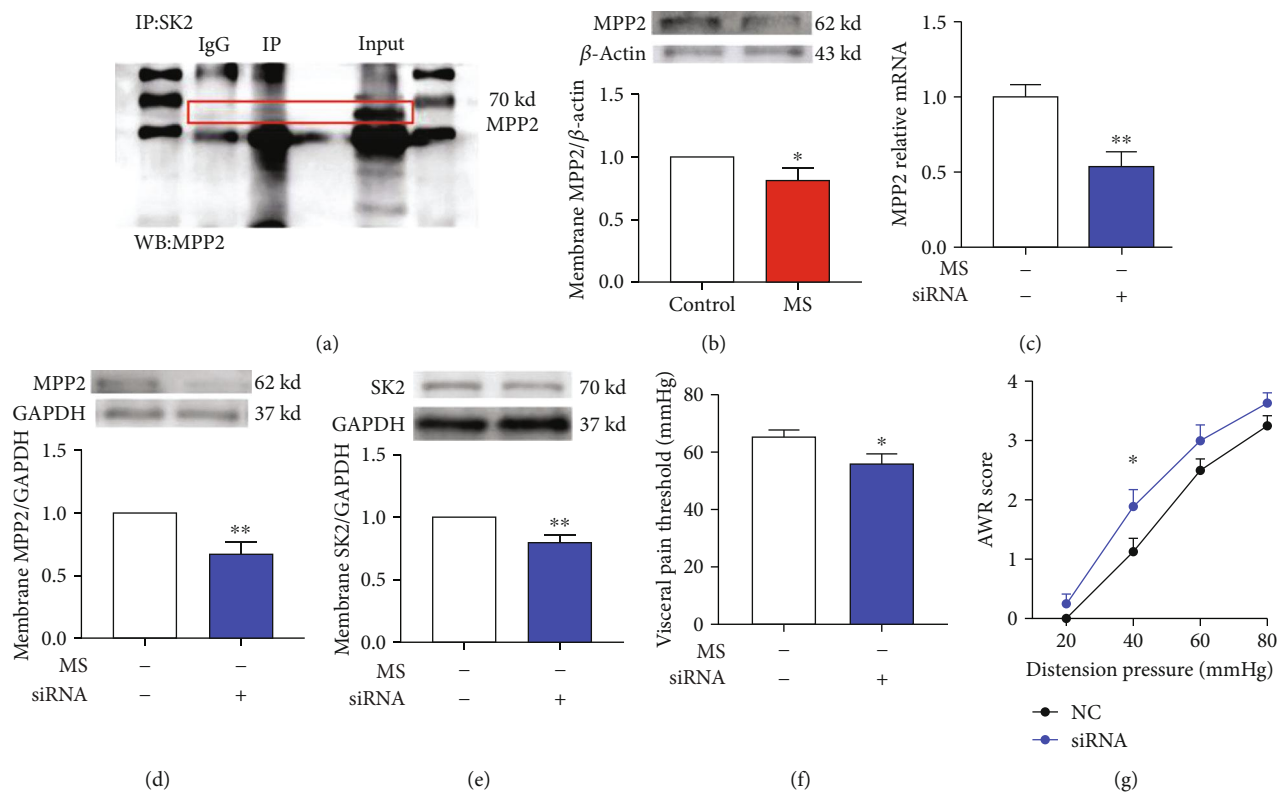 IP:SK2
IgG IP Input
70 kd
MPP2
WB:MPP2
(a)
MPP2 62 kd
β-Actin 43 kd
Membrane MPP2/β-actin
1.5
1.0
0.5
0.0
*
Control MS
(b)
MPP2 relative mRNA
1.5
1.0
0.5
0.0
**
MS – –
siRNA – +
(c)
MPP2 62 kd
GAPDH 37 kd
Membrane MPP2/GAPDH
1.5
1.0
0.5
0.0
**
MS – –
siRNA – +
(d)
SK2 70 kd
GAPDH 37 kd
Membrane SK2/GAPDH
1.5
1.0
0.5
0.0
**
MS – –
siRNA – +
(e)
Visceral pain threshold (mmHg)
80
60
40
20
0
*
MS – –
siRNA – +
(f)
AWR score
4
3
2
1
0
*
20 40 60 80
Distension pressure (mmHg)
NC
siRNA
(g)